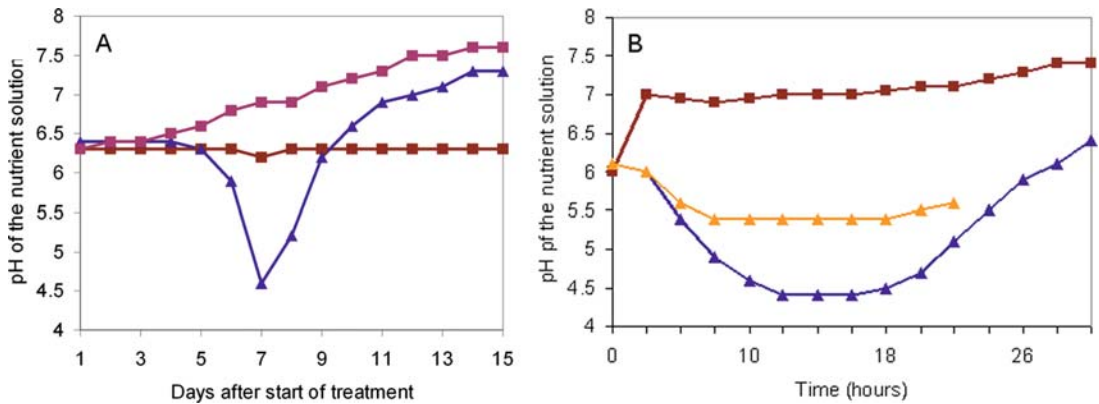 A
pH of the nutrient solution
8
7.5
7
6.5
6
5.5
5
4.5
4
1 3 5 7 9 11 13 15
Days after start of treatment
B
pH pf the nutrient solution
8
7.5
7
6.5
6
5.5
5
4.5
4
0 10 18 26
Time (hours)